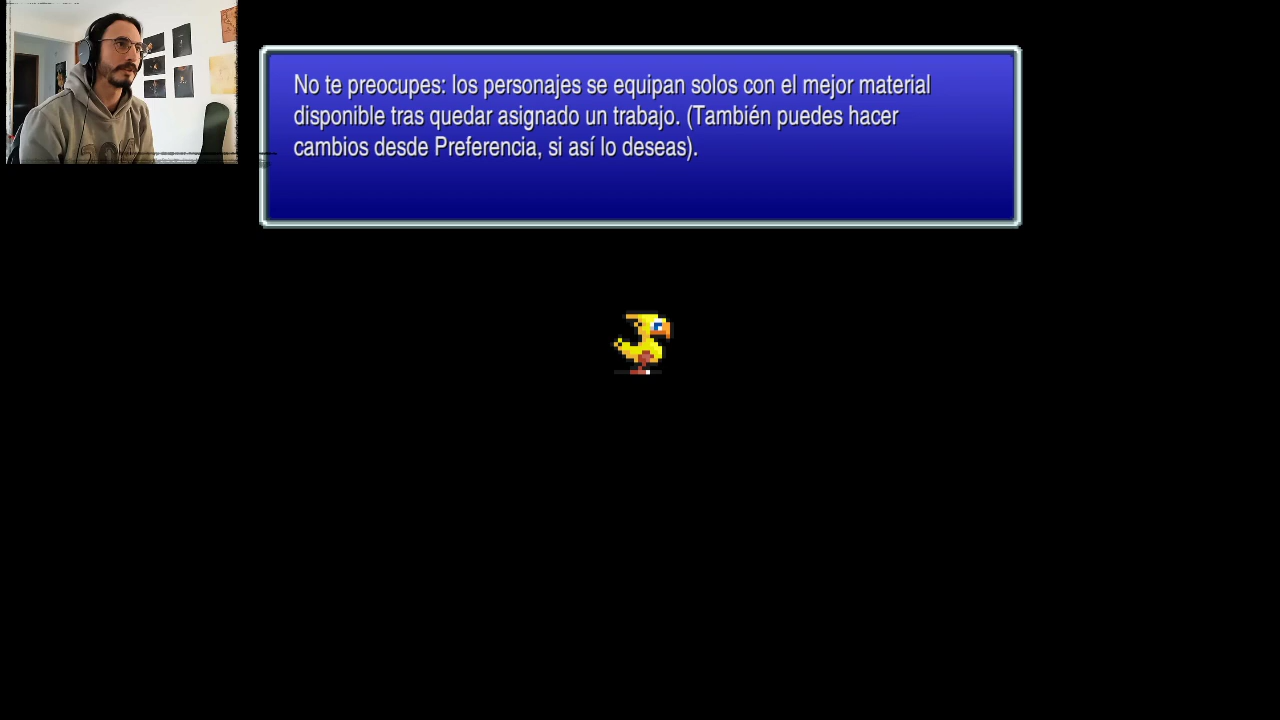 No te preocupes: los personajes se equipan solos con el mejor material
disponible tras quedar asignado un trabajo. (También puedes hacer
cambios desde Preferencia, si así lo deseas).